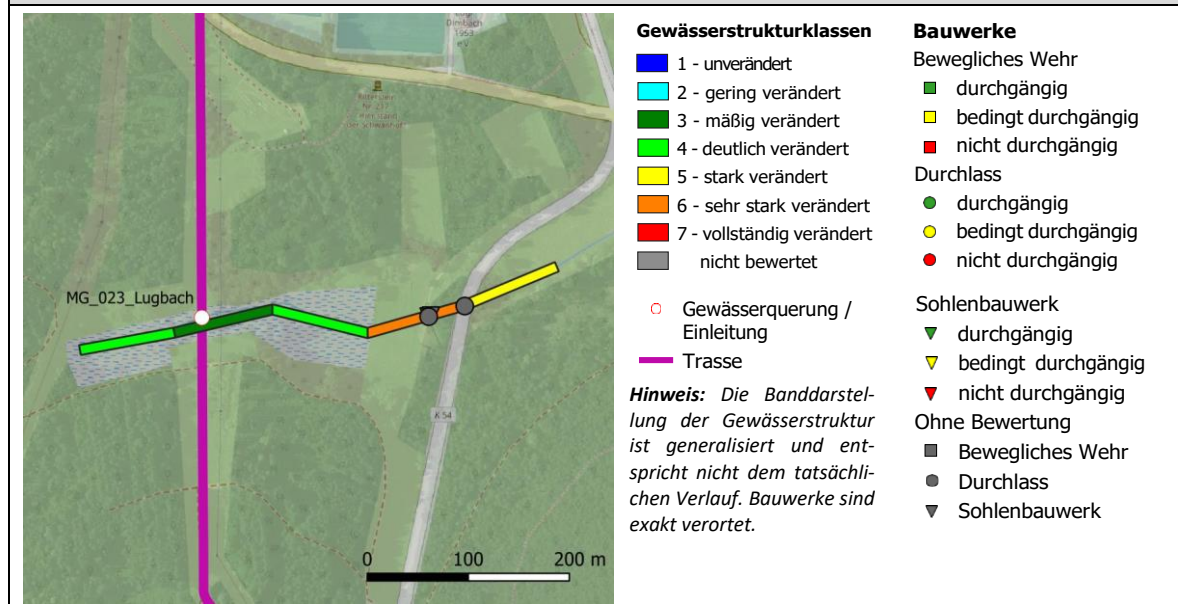 Dimbach
1953
e.V.
MG_023_Lugbach
K 54
0 100 200 m
Gewässerstrukturklassen
1 - unverändert
2 - gering verändert
3 - mäßig verändert
4 - deutlich verändert
5 - stark verändert
6 - sehr stark verändert
7 - vollständig verändert
nicht bewertet
Gewässerquerung /
Einleitung
Trasse
Hinweis: Die Banddarstel-
lung der Gewässerstruktur
ist generalisiert und ent-
spricht nicht dem tatsächli-
chen Verlauf. Bauwerke sind
exakt verortet.
Bauwerke
Bewegliches Wehr
durchgängig
bedingt durchgängig
nicht durchgängig
Durchlass
durchgängig
bedingt durchgängig
nicht durchgängig
Sohlenbauwerk
durchgängig
bedingt durchgängig
nicht durchgängig
Ohne Bewertung
Bewegliches Wehr
Durchlass
Sohlenbauwerk